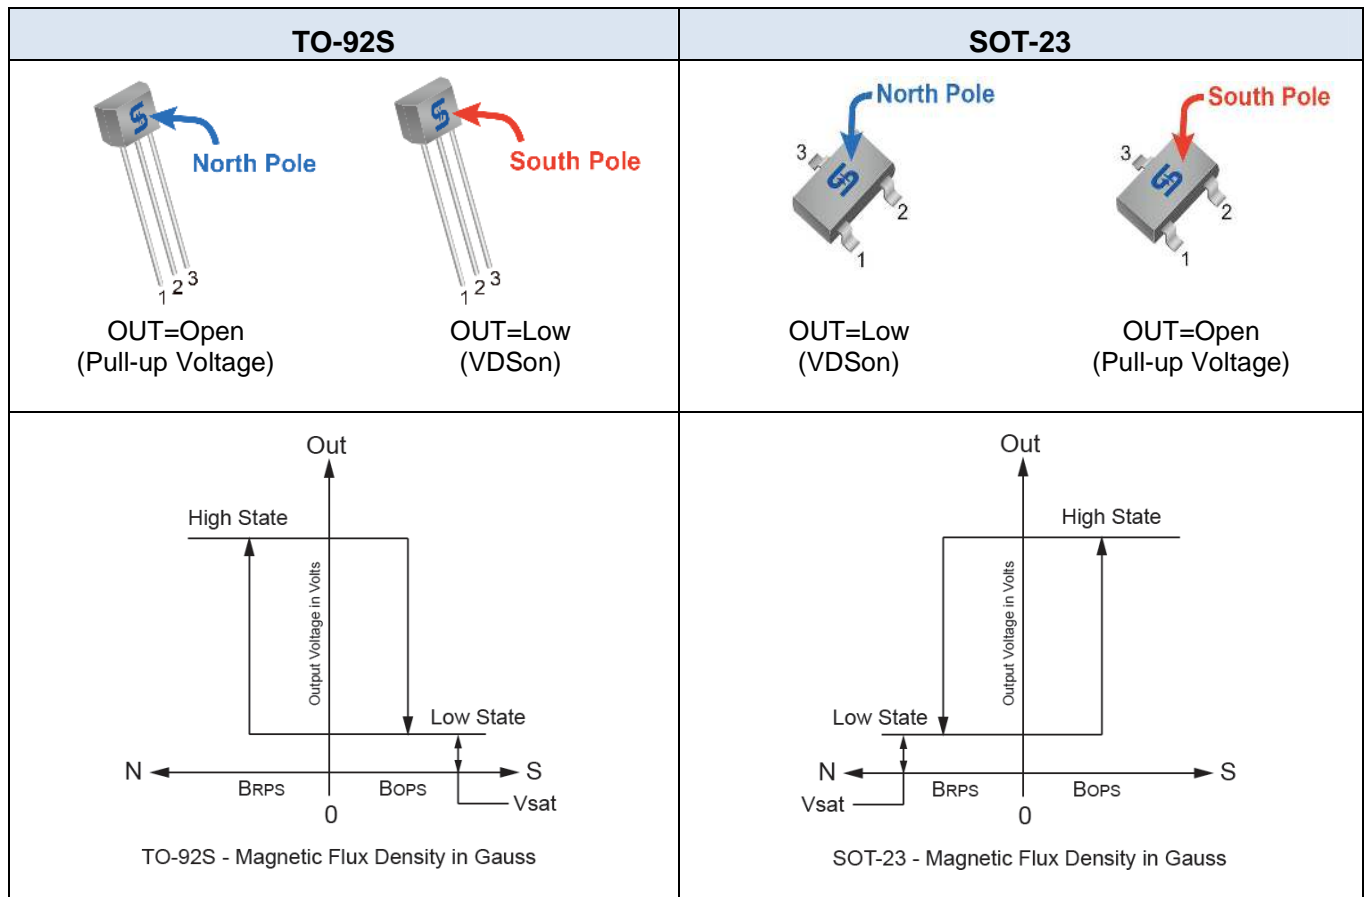 TO-92S
SOT-23
North Pole
1 2 3
South Pole
1 2 3
North Pole
3
2
1
South Pole
3
2
1
OUT=Open
(Pull-up Voltage)
OUT=Low
(VDSon)
OUT=Low
(VDSon)
OUT=Open
(Pull-up Voltage)
Out
High State
Output Voltage in Volts
Low State
N
S
BRPS
BOPS
Vsat
0
TO-92S - Magnetic Flux Density in Gauss
Out
High State
Output Voltage in Volts
Low State
N
S
Vsat
BRPS
BOPS
0
SOT-23 - Magnetic Flux Density in Gauss